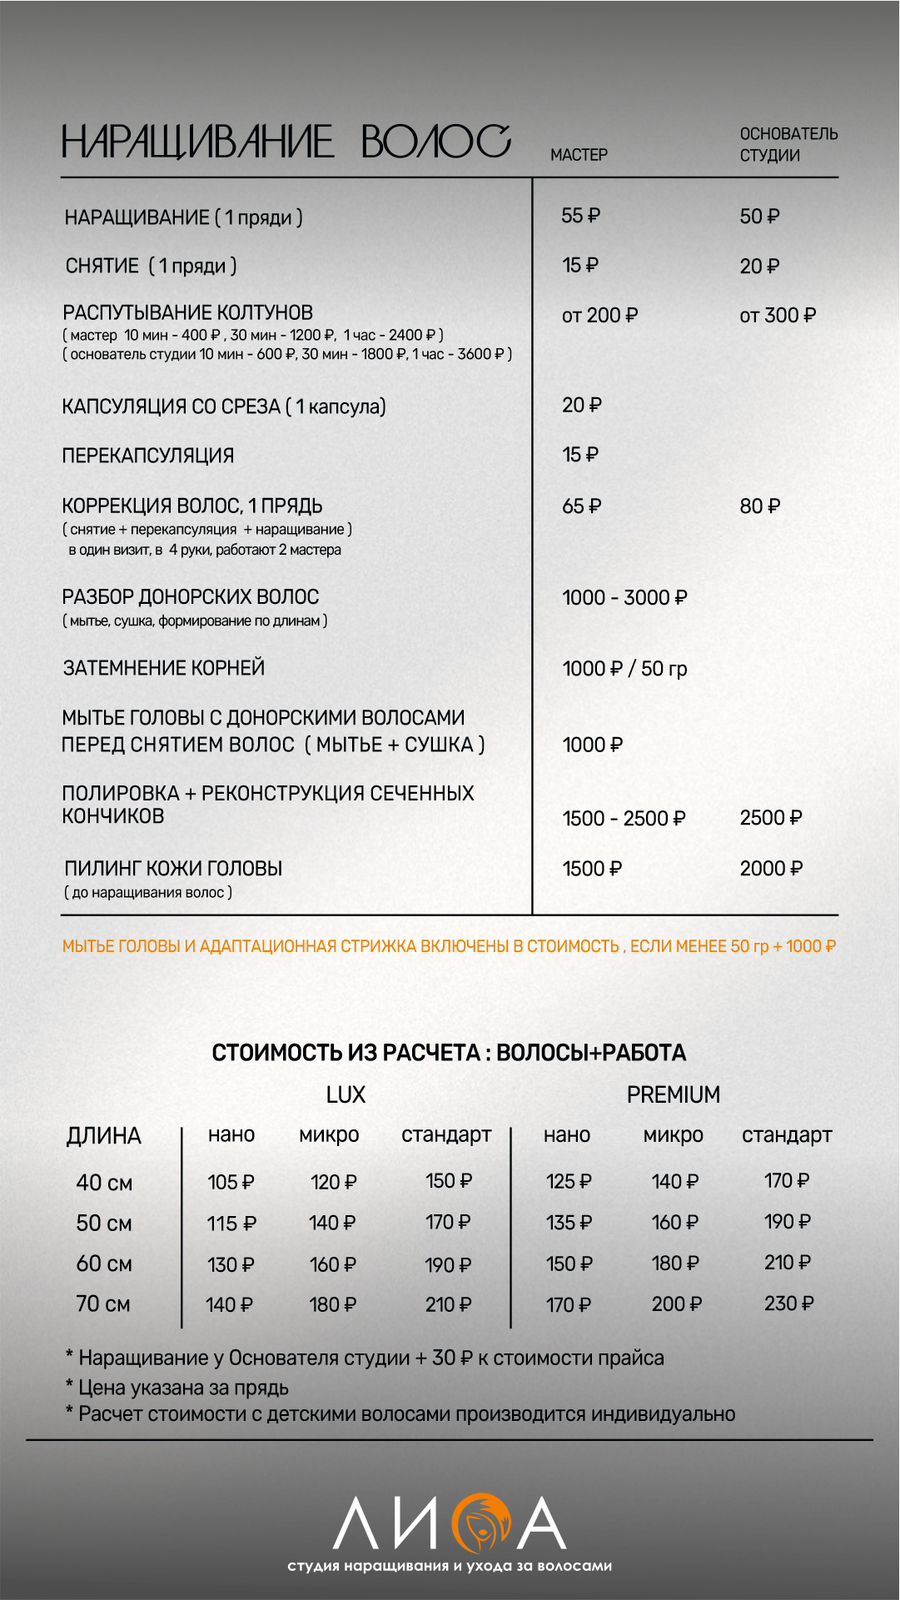 НАРАЩИВАНИЕ ВОЛОС
МАСТЕР
ОСНОВАТЕЛЬ
СТУДИИ
НАРАЩИВАНИЕ ( 1 пряди ) 55 ₽ 50 ₽
СНЯТИЕ ( 1 пряди ) 15 ₽ 20 ₽
РАСПУТЫВАНИЕ КОЛТУНОВ от 200 ₽ от 300 ₽
( мастер 10 мин - 400 ₽ , 30 мин - 1200 ₽, 1 час - 2400 ₽ )
( основатель студии 10 мин - 600 ₽, 30 мин - 1800 ₽, 1 час - 3600 ₽ )
КАПСУЛЯЦИЯ СО СРЕЗА ( 1 капсула) 20 ₽
ПЕРЕКАПСУЛЯЦИЯ 15 ₽
КОРРЕКЦИЯ ВОЛОС, 1 ПРЯДЬ 65 ₽ 80 ₽
( снятие + перекапсуляция + наращивание )
в один визит, в 4 руки, работают 2 мастера
РАЗБОР ДОНОРСКИХ ВОЛОС 1000 - 3000 ₽
( мытье, сушка, формирование по длинам )
ЗАТЕМНЕНИЕ КОРНЕЙ 1000 ₽ / 50 гр
МЫТЬЕ ГОЛОВЫ С ДОНОРСКИМИ ВОЛОСАМИ
ПЕРЕД СНЯТИЕМ ВОЛОС ( МЫТЬЕ + СУШКА ) 1000 ₽
ПОЛИРОВКА + РЕКОНСТРУКЦИЯ СЕЧЕННЫХ
КОНЧИКОВ 1500 - 2500 ₽ 2500 ₽
ПИЛИНГ КОЖИ ГОЛОВЫ 1500 ₽ 2000 ₽
( до наращивания волос )
МЫТЬЕ ГОЛОВЫ И АДАПТАЦИОННАЯ СТРИЖКА ВКЛЮЧЕНЫ В СТОИМОСТЬ , ЕСЛИ МЕНЕЕ 50 гр + 1000 ₽
СТОИМОСТЬ ИЗ РАСЧЕТА : ВОЛОСЫ+РАБОТА
LUX PREMIUM
ДЛИНА нано микро стандарт нано микро стандарт
40 см 105 ₽ 120 ₽ 150 ₽ 125 ₽ 140 ₽ 170 ₽
50 см 115 ₽ 140 ₽ 170 ₽ 135 ₽ 160 ₽ 190 ₽
60 см 130 ₽ 160 ₽ 190 ₽ 150 ₽ 180 ₽ 210 ₽
70 см 140 ₽ 180 ₽ 210 ₽ 170 ₽ 200 ₽ 230 ₽
* Наращивание у Основателя студии + 30 ₽ к стоимости прайса
* Цена указана за прядь
* Расчет стоимости с детскими волосами производится индивидуально
ЛИСА
студия наращивания и ухода за волосами